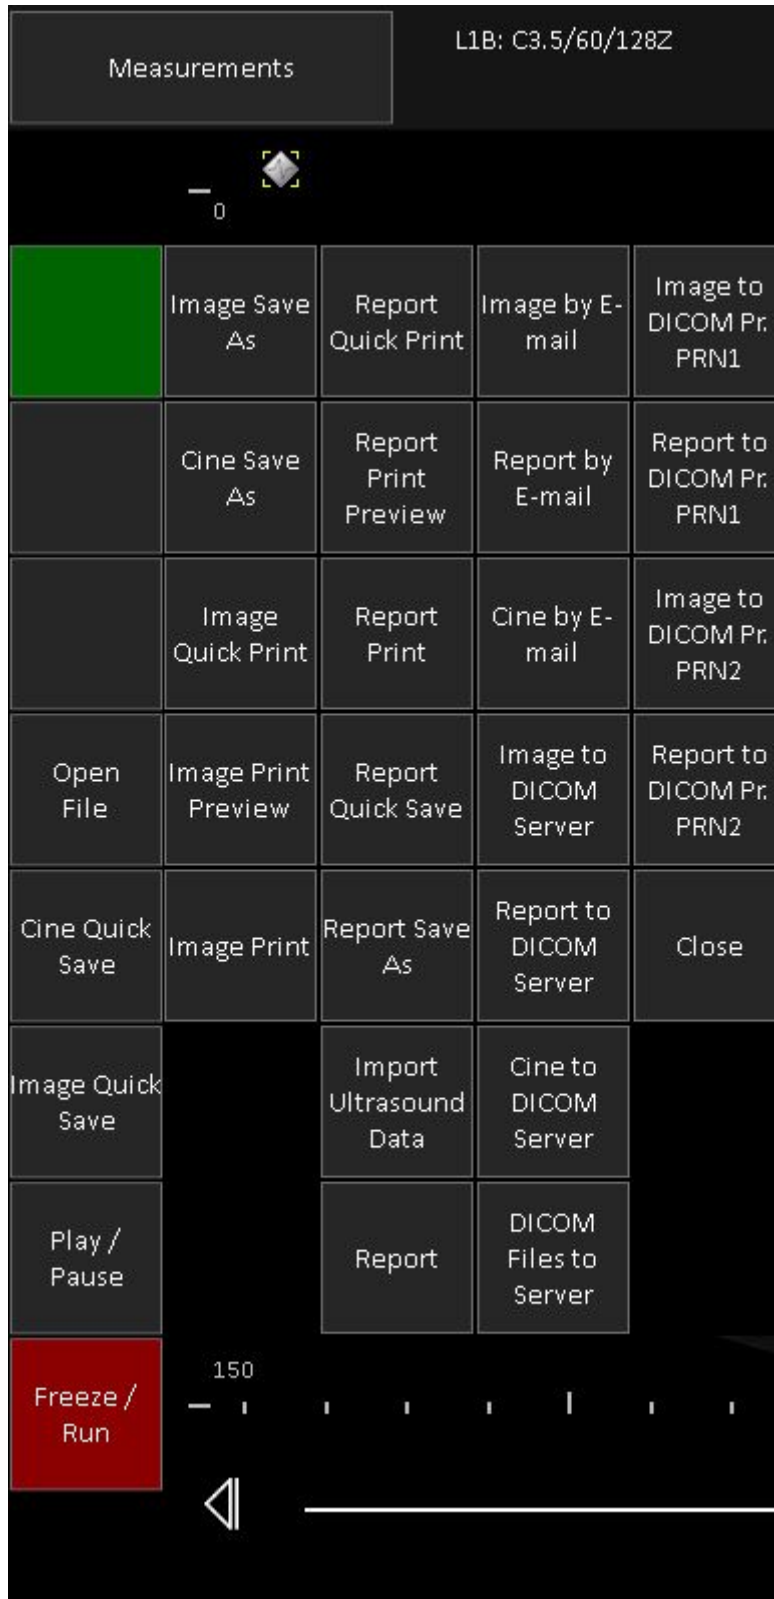 Measurements
L1B: C3.5/60/128Z
0
Image Save
As
Report
Quick Print
Image by E-
mail
Image to
DICOM Pr.
PRN1
Cine Save
As
Report
Print
Preview
Report by
E-mail
Report to
DICOM Pr.
PRN1
Image
Quick Print
Report
Print
Cine by E-
mail
Image to
DICOM Pr.
PRN2
Open
File
Image Print
Preview
Report
Quick Save
Image to
DICOM
Server
Report to
DICOM Pr.
PRN2
Cine Quick
Save
Image Print
Report Save
As
Report to
DICOM
Server
Close
Image Quick
Save
Import
Ultrasound
Data
Cine to
DICOM
Server
Play /
Pause
Report
DICOM
Files to
Server
Freeze /
Run
150